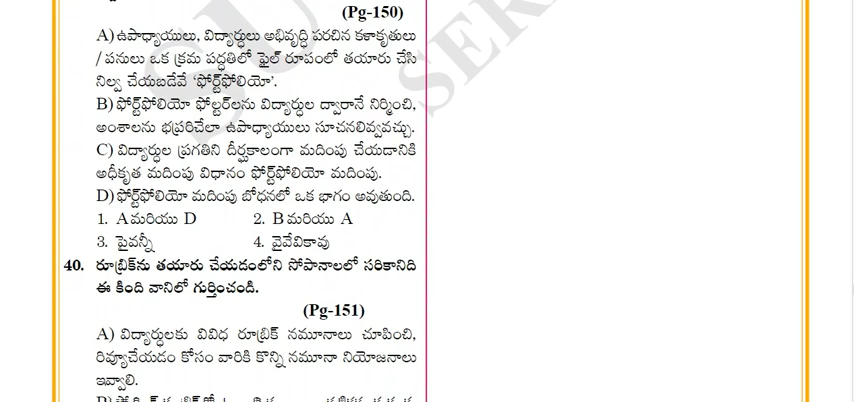 (Pg-150)
A) ఉపాధ్యాయులు, విద్యార్థులు అభివృద్ధి పరచిన కళాకృతులు
/ పనులు ఒక క్రమ పద్ధతిలో ఫైల్ రూపంలో తయారు చేసి
నిల్వ చేయబడేవే 'ఫోర్ట్‌ఫోలియో'.
B) ఫోర్ట్‌ఫోలియో ఫోల్డర్‌లను విద్యార్థుల ద్వారానే నిర్మించి,
అంశాలను భద్రపరిచేలా ఉపాధ్యాయులు సూచనలివ్వవచ్చు.
C) విద్యార్థుల ప్రగతిని దీర్ఘకాలంగా మదింపు చేయడానికి
అధీకృత మదింపు విధానం ఫోర్ట్‌ఫోలియో మదింపు.
D) ఫోర్ట్‌ఫోలియో మదింపు బోధనలో ఒక భాగం అవుతుంది.
1. A మరియు D 2. B మరియు A
3. పైవన్నీ 4. వైవేవికావు
40. రూబ్రిక్‌ను తయారు చేయడంలోని సోపానాలలో సరికానిది
ఈ కింది వానిలో గుర్తించండి.
(Pg-151)
A) విద్యార్థులకు వివిధ రూబ్రిక్ నమూనాలు చూపించి,
రివ్యూచేయడం కోసం వారికి కొన్ని నమూనా నియోజనాలు
ఇవ్వాలి.